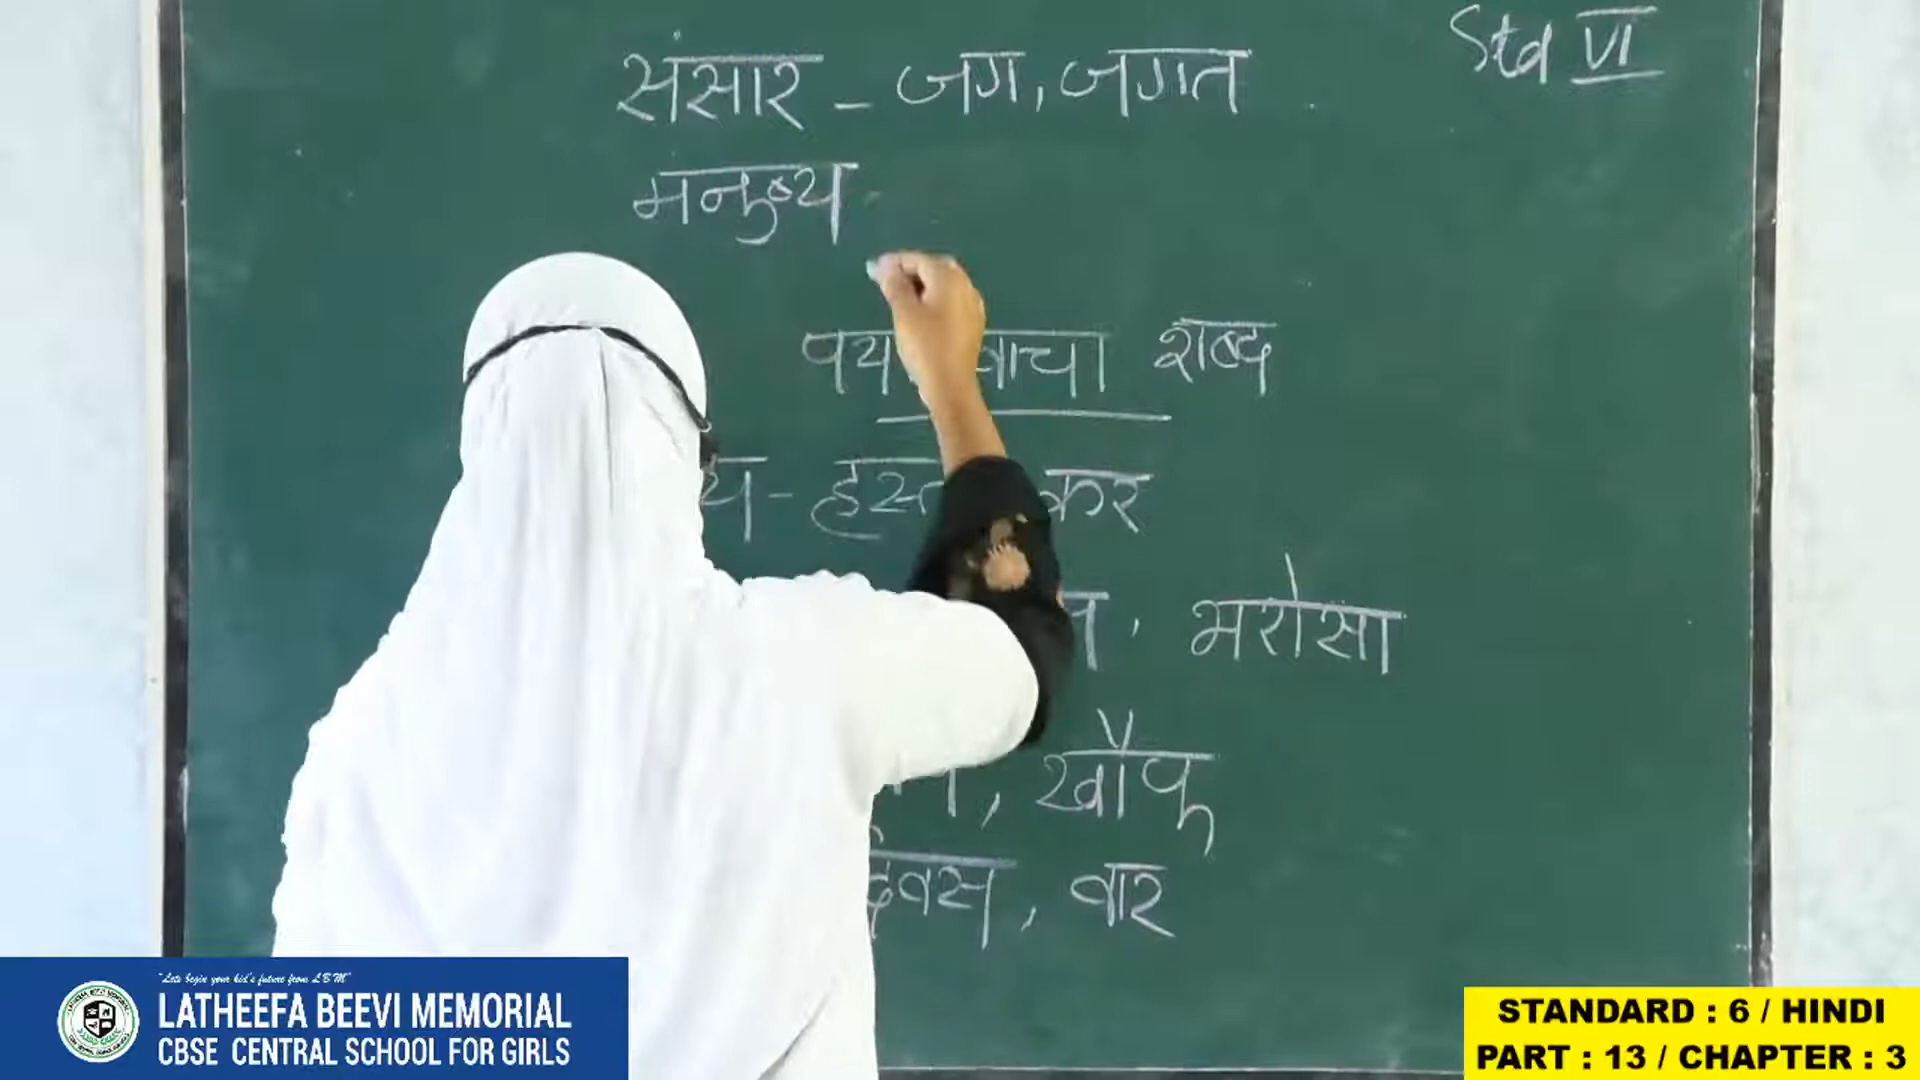 संसार - जग, जगत
Std VI
मनुष्य
शब्द
कर
भरोसा
, खौफ
, वार
"Lets begin your kid's future from L B M"
LATHEEFA BEEVI MEMORIAL
CBSE CENTRAL SCHOOL FOR GIRLS
STANDARD : 6 / HINDI
PART : 13 / CHAPTER : 3